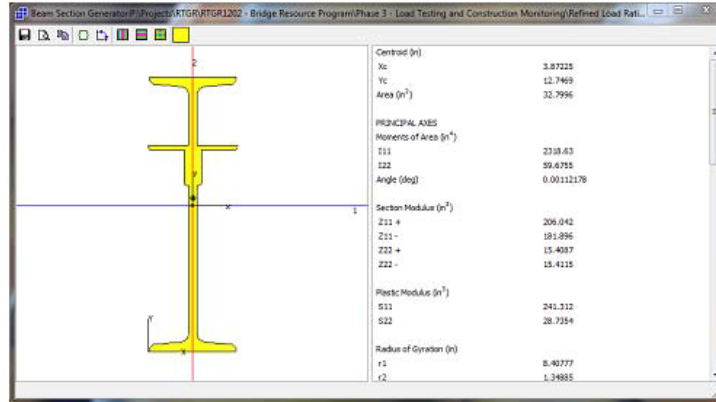 Beam Section Generator P:\Projects\RTGR\RTGR1202 - Bridge Resource Program\Phase 3 - Load Testing and Construction Monitoring\Refined Load Rati...
2
y
x
1
Y
X
Centroid (in)
Xc 3.87225
Yc 12.7469
Area (in²) 32.7996
PRINCIPAL AXES
Moments of Area (in⁴)
I11 2318.63
I22 59.6755
Angle (deg) 0.00112178
Section Modulus (in³)
Z11 + 206.042
Z11 - 181.896
Z22 + 15.4087
Z22 - 15.4115
Plastic Modulus (in³)
S11 241.312
S22 28.7354
Radius of Gyration (in)
r1 8.40777
r2 1.34885